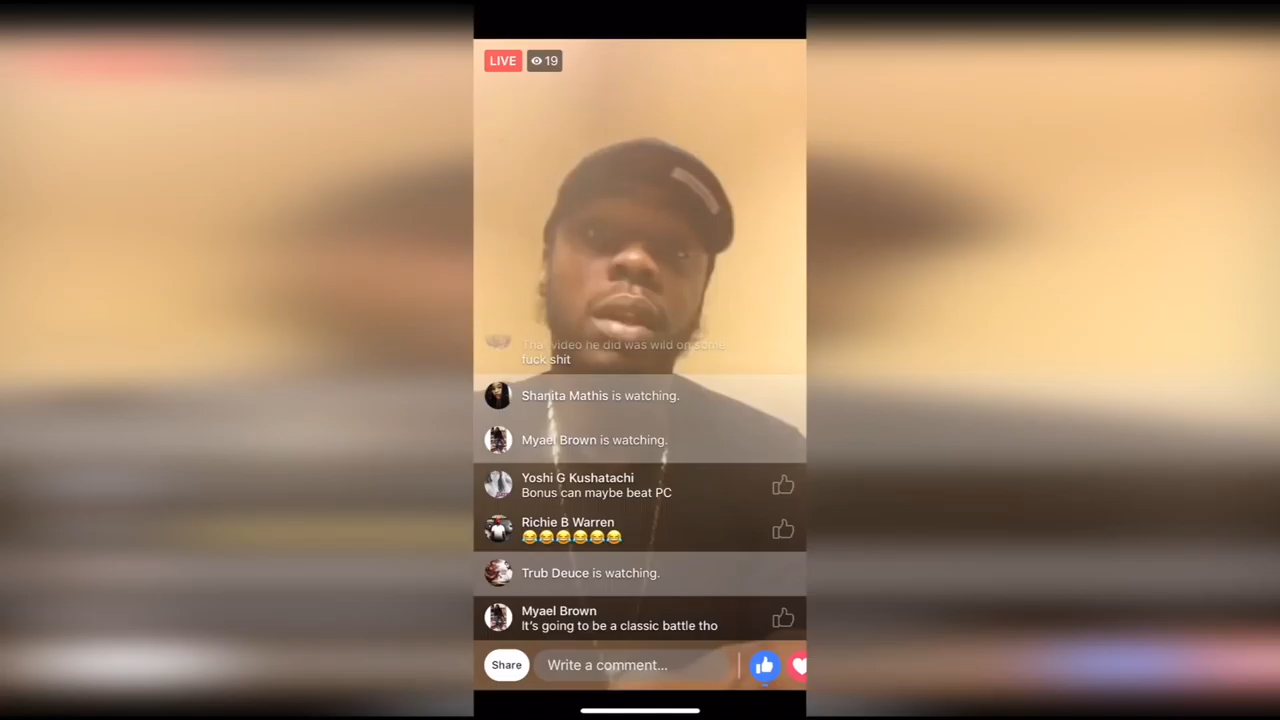 LIVE 19
That video he did was wild on some
fuck shit
Shanita Mathis is watching.
Myael Brown is watching.
Yoshi G Kushatachi
Bonus can maybe beat PC
Richie B Warren
😂😂😂😂😂😂
Trub Deuce is watching.
Myael Brown
It's going to be a classic battle tho
Share Write a comment...